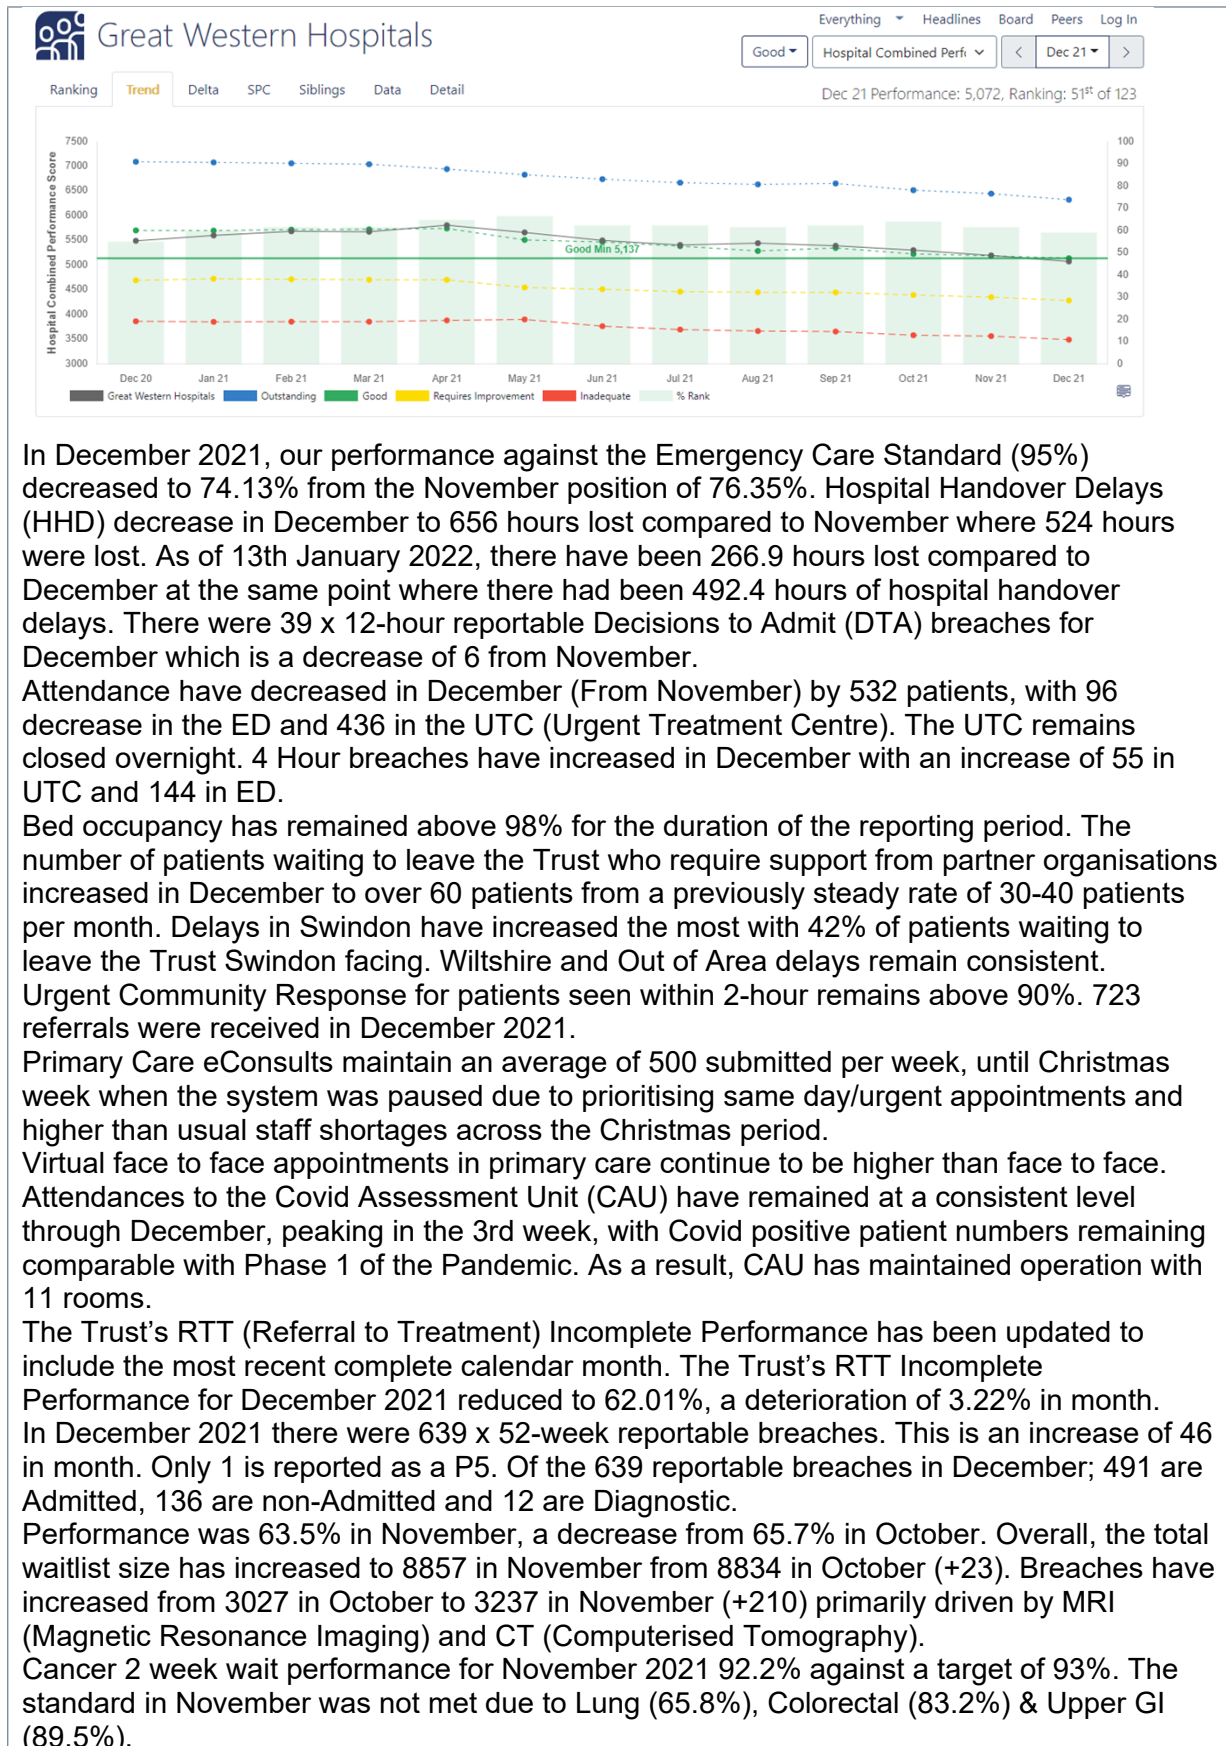 Great Western Hospitals
Everything Headlines Board Peers Log In
Good Hospital Combined Perf Dec 21
Ranking Trend Delta SPC Siblings Data Detail
Dec 21 Performance: 5,072, Ranking: 51st of 123
Hospital Combined Performance Score
7500
7000
6500
6000
5500
5000
4500
4000
3500
3000
Good Min 5,137
100
90
80
70
60
50
40
30
20
10
0
Dec 20 Jan 21 Feb 21 Mar 21 Apr 21 May 21 Jun 21 Jul 21 Aug 21 Sep 21 Oct 21 Nov 21 Dec 21
Great Western Hospitals Outstanding Good Requires Improvement Inadequate % Rank
In December 2021, our performance against the Emergency Care Standard (95%)
decreased to 74.13% from the November position of 76.35%. Hospital Handover Delays
(HHD) decrease in December to 656 hours lost compared to November where 524 hours
were lost. As of 13th January 2022, there have been 266.9 hours lost compared to
December at the same point where there had been 492.4 hours of hospital handover
delays. There were 39 x 12-hour reportable Decisions to Admit (DTA) breaches for
December which is a decrease of 6 from November.
Attendance have decreased in December (From November) by 532 patients, with 96
decrease in the ED and 436 in the UTC (Urgent Treatment Centre). The UTC remains
closed overnight. 4 Hour breaches have increased in December with an increase of 55 in
UTC and 144 in ED.
Bed occupancy has remained above 98% for the duration of the reporting period. The
number of patients waiting to leave the Trust who require support from partner organisations
increased in December to over 60 patients from a previously steady rate of 30-40 patients
per month. Delays in Swindon have increased the most with 42% of patients waiting to
leave the Trust Swindon facing. Wiltshire and Out of Area delays remain consistent.
Urgent Community Response for patients seen within 2-hour remains above 90%. 723
referrals were received in December 2021.
Primary Care eConsults maintain an average of 500 submitted per week, until Christmas
week when the system was paused due to prioritising same day/urgent appointments and
higher than usual staff shortages across the Christmas period.
Virtual face to face appointments in primary care continue to be higher than face to face.
Attendances to the Covid Assessment Unit (CAU) have remained at a consistent level
through December, peaking in the 3rd week, with Covid positive patient numbers remaining
comparable with Phase 1 of the Pandemic. As a result, CAU has maintained operation with
11 rooms.
The Trust's RTT (Referral to Treatment) Incomplete Performance has been updated to
include the most recent complete calendar month. The Trust's RTT Incomplete
Performance for December 2021 reduced to 62.01%, a deterioration of 3.22% in month.
In December 2021 there were 639 x 52-week reportable breaches. This is an increase of 46
in month. Only 1 is reported as a P5. Of the 639 reportable breaches in December; 491 are
Admitted, 136 are non-Admitted and 12 are Diagnostic.
Performance was 63.5% in November, a decrease from 65.7% in October. Overall, the total
waitlist size has increased to 8857 in November from 8834 in October (+23). Breaches have
increased from 3027 in October to 3237 in November (+210) primarily driven by MRI
(Magnetic Resonance Imaging) and CT (Computerised Tomography).
Cancer 2 week wait performance for November 2021 92.2% against a target of 93%. The
standard in November was not met due to Lung (65.8%), Colorectal (83.2%) & Upper GI
(89.5%).